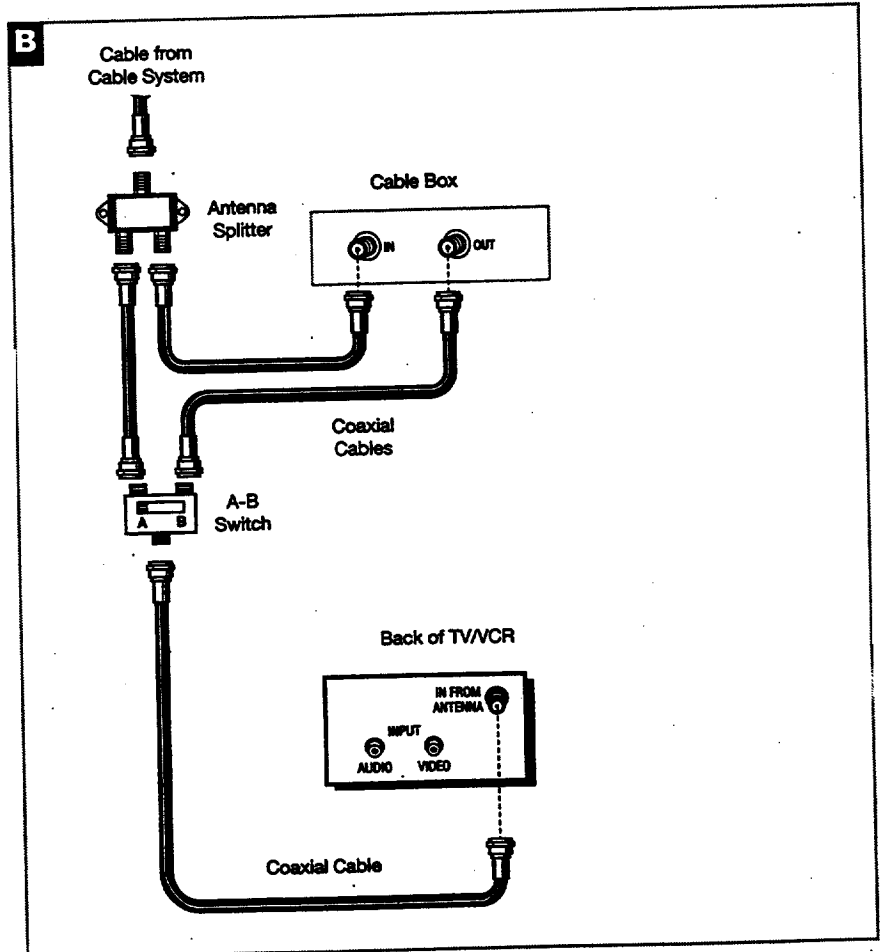 B
Cable from
Cable System
Cable Box
Antenna
Splitter
IN
OUT
Coaxial
Cables
A-B
Switch
A B
Back of TV/VCR
IN FROM
ANTENNA
INPUT
AUDIO VIDEO
Coaxial Cable